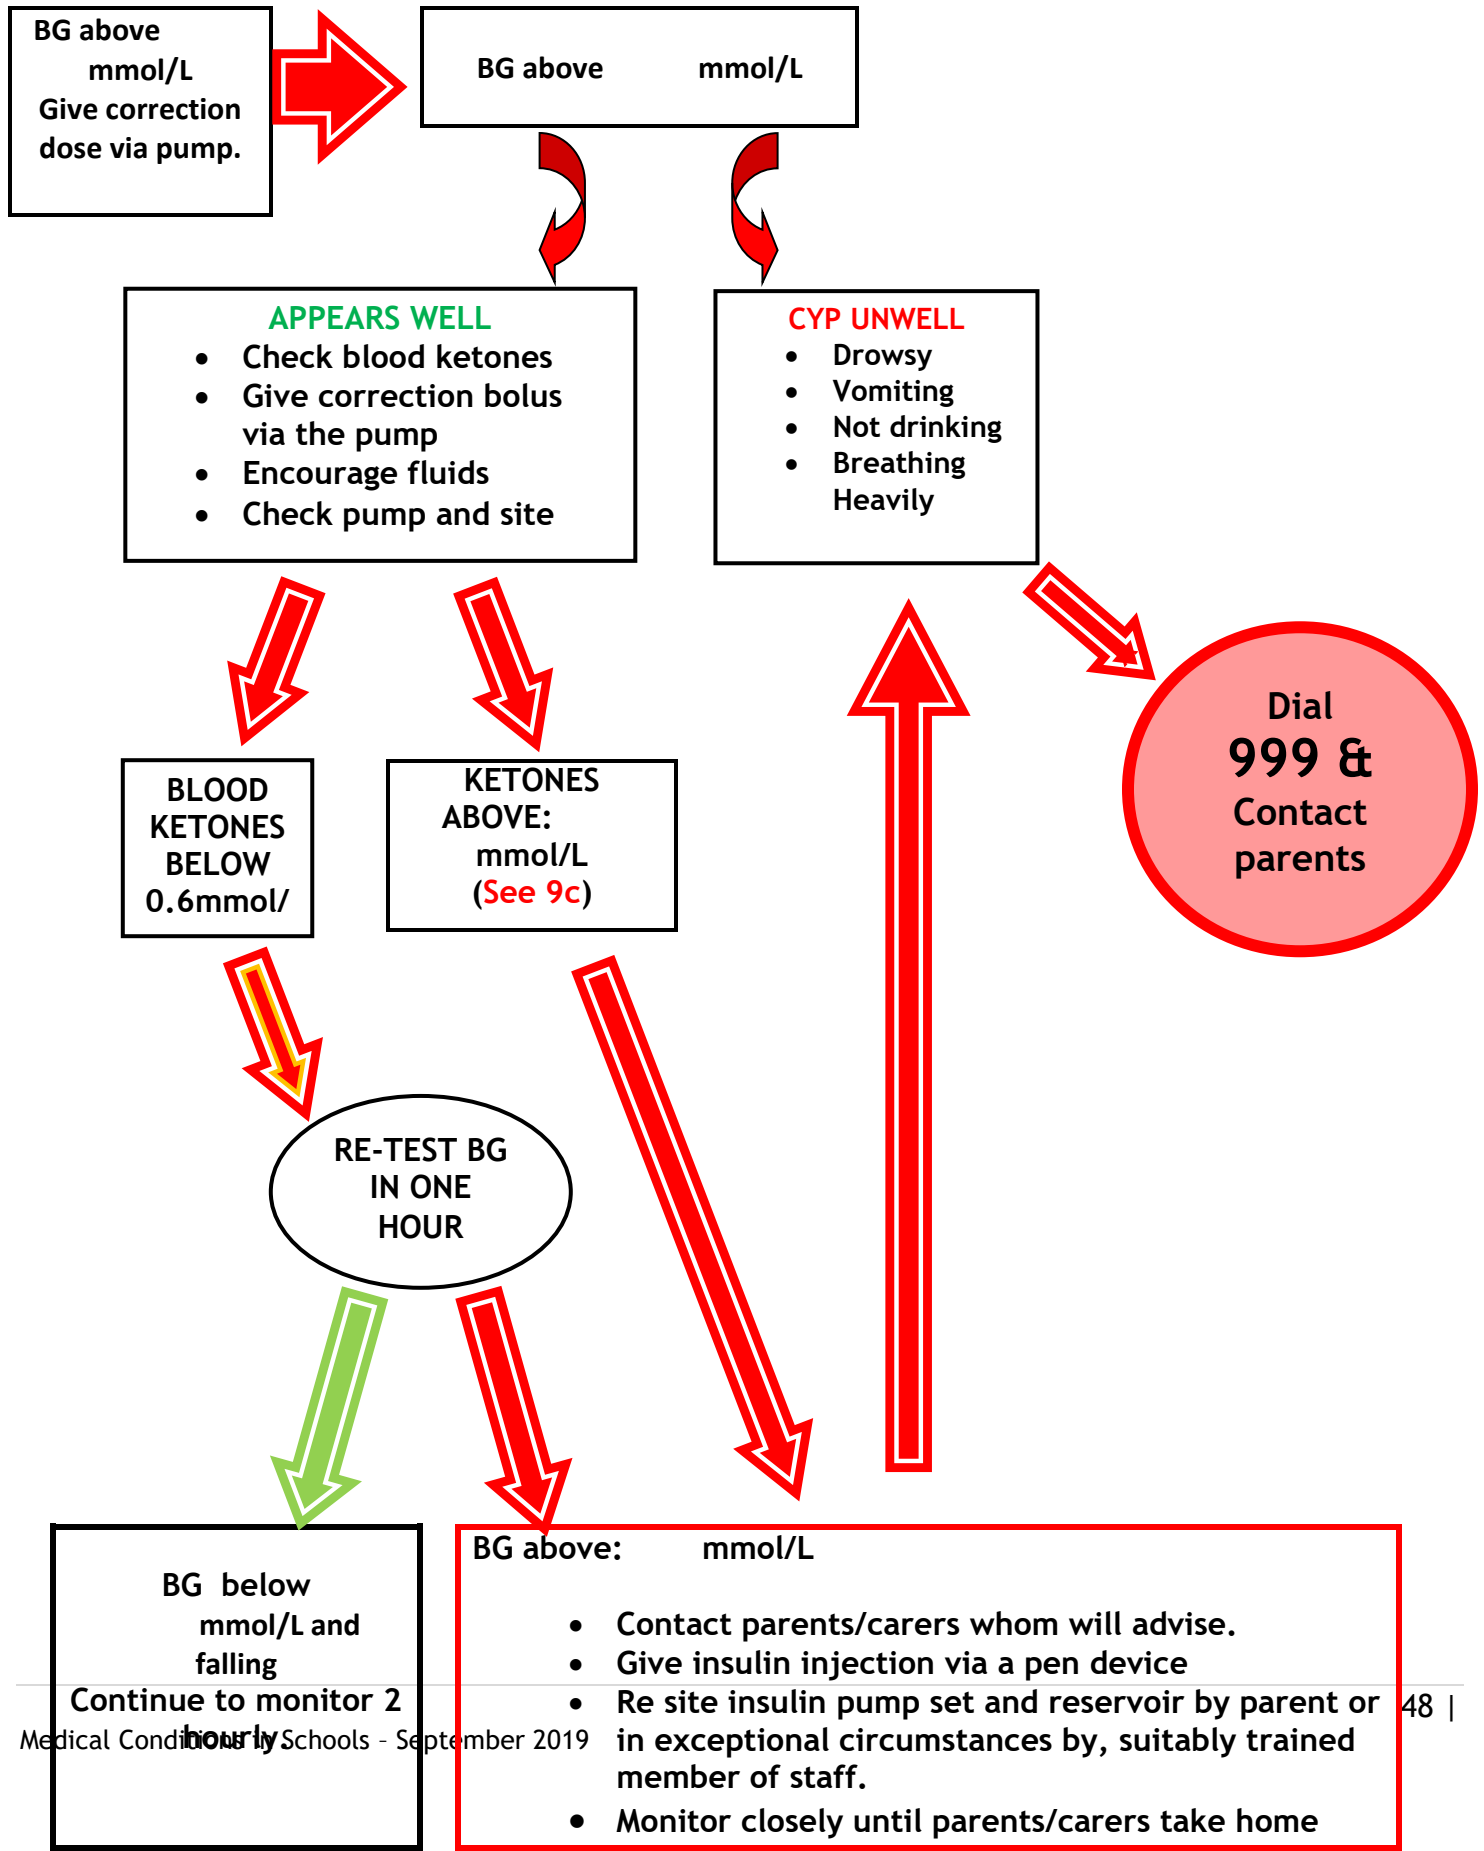 BG above
mmol/L
Give correction
dose via pump.
BG above mmol/L
APPEARS WELL
• Check blood ketones
• Give correction bolus
via the pump
• Encourage fluids
• Check pump and site
CYP UNWELL
• Drowsy
• Vomiting
• Not drinking
• Breathing
Heavily
Dial
999 &
Contact
parents
BLOOD
KETONES
BELOW
0.6mmol/
KETONES
ABOVE:
mmol/L
(See 9c)
RE-TEST BG
IN ONE
HOUR
BG below
mmol/L and
falling
Continue to monitor 2
hourly.
BG above: mmol/L
• Contact parents/carers whom will advise.
• Give insulin injection via a pen device
• Re site insulin pump set and reservoir by parent or
in exceptional circumstances by, suitably trained
member of staff.
• Monitor closely until parents/carers take home
48 |
Medical Conditions in Schools – September 2019